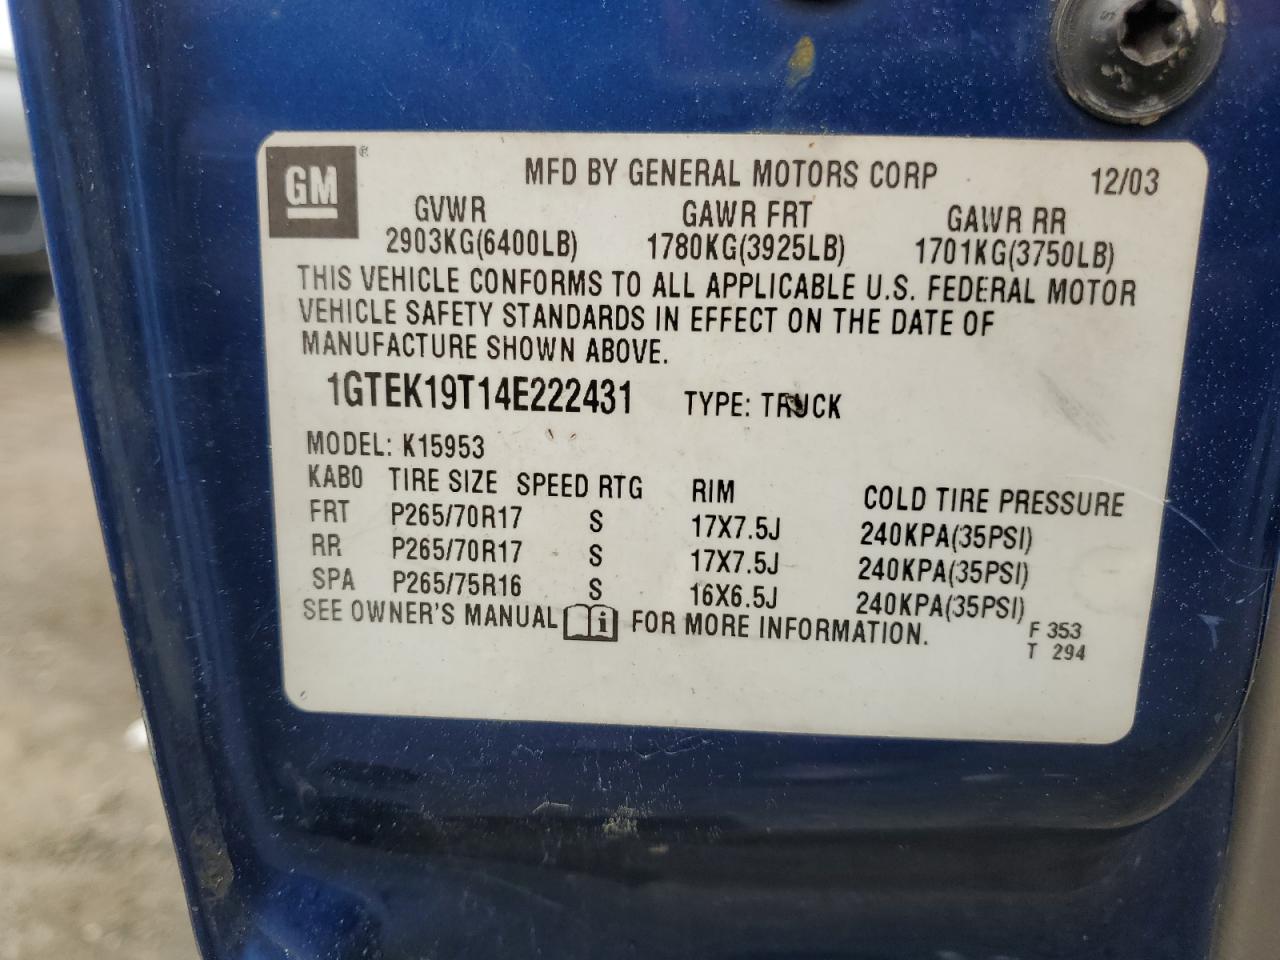 GM® MFD BY GENERAL MOTORS CORP 12/03
GVWR GAWR FRT GAWR RR
2903KG(6400LB) 1780KG(3925LB) 1701KG(3750LB)
THIS VEHICLE CONFORMS TO ALL APPLICABLE U.S. FEDERAL MOTOR
VEHICLE SAFETY STANDARDS IN EFFECT ON THE DATE OF
MANUFACTURE SHOWN ABOVE.
1GTEK19T14E222431 TYPE: TRUCK
MODEL: K15953
KABO TIRE SIZE SPEED RTG RIM COLD TIRE PRESSURE
FRT P265/70R17 S 17X7.5J 240KPA(35PSI)
RR P265/70R17 S 17X7.5J 240KPA(35PSI)
SPA P265/75R16 S 16X6.5J 240KPA(35PSI)
SEE OWNER'S MANUAL i FOR MORE INFORMATION. F 353
T 294